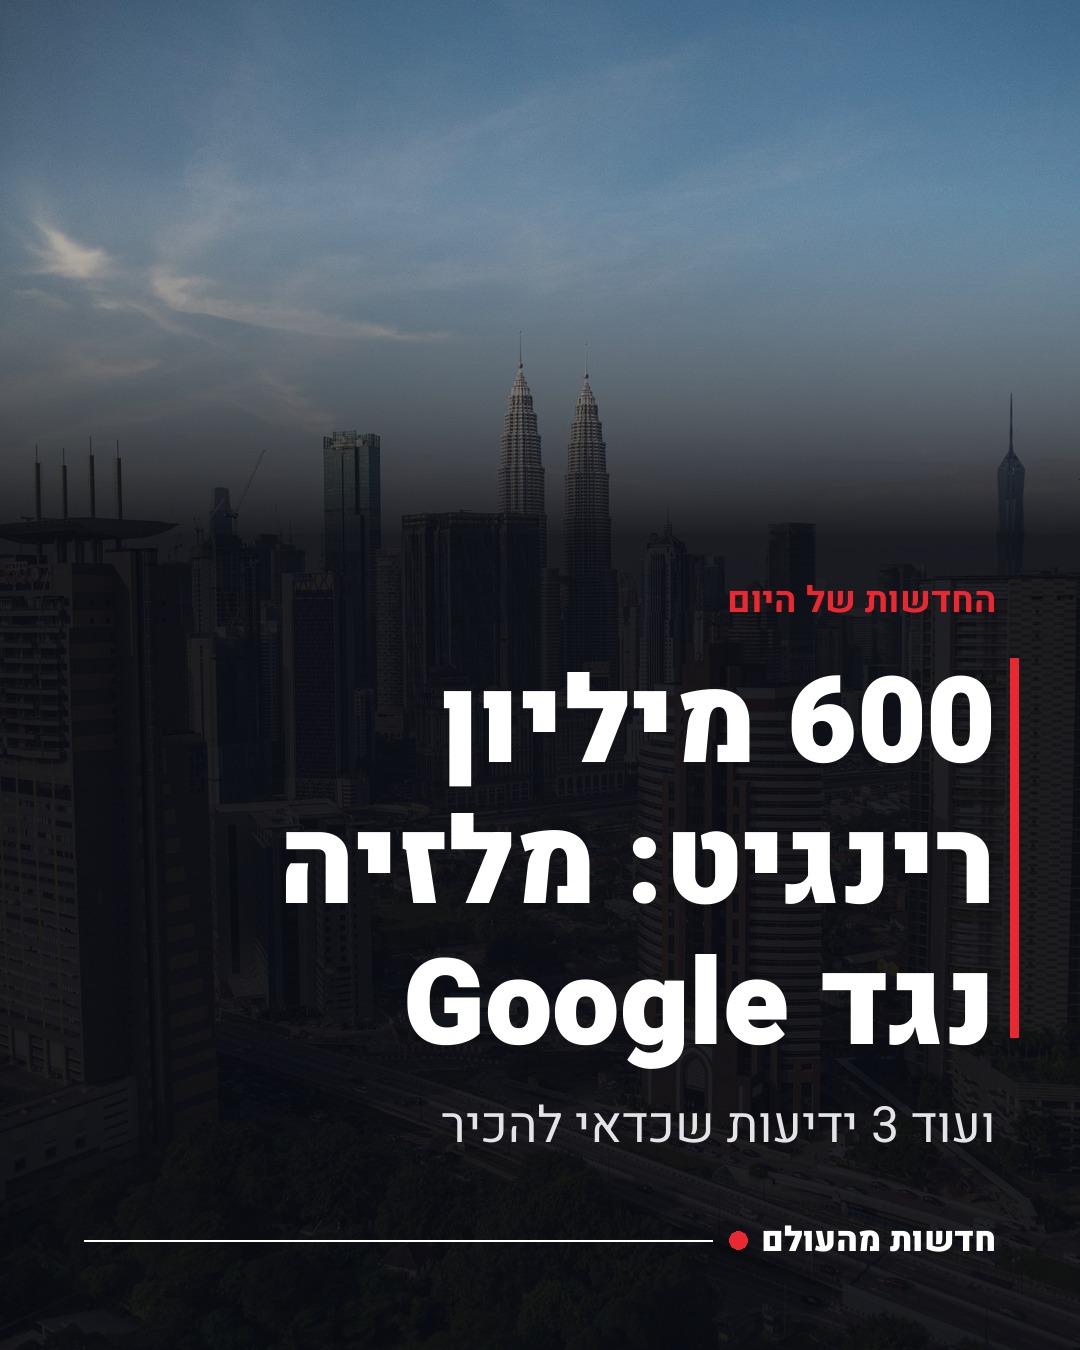 החדשות של היום
600 מיליון
רינגיט: מלזיה
נגד Google
ועוד 3 ידיעות שכדאי להכיר
חדשות מהעולם